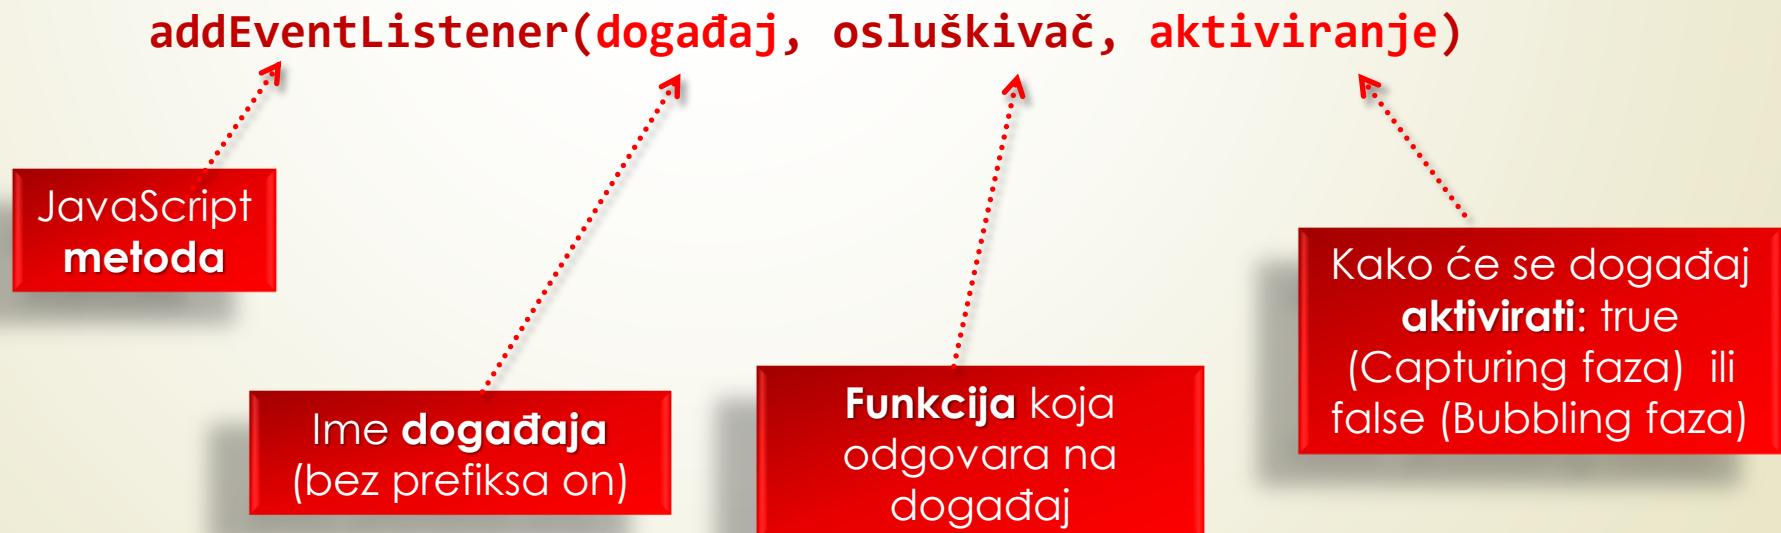 addEventListener(događaj, osluškivač, aktiviranje)
JavaScript
metoda
Ime događaja
(bez prefiksa on)
Funkcija koja
odgovara na
događaj
Kako će se događaj
aktivirati: true
(Capturing faza) ili
false (Bubbling faza)